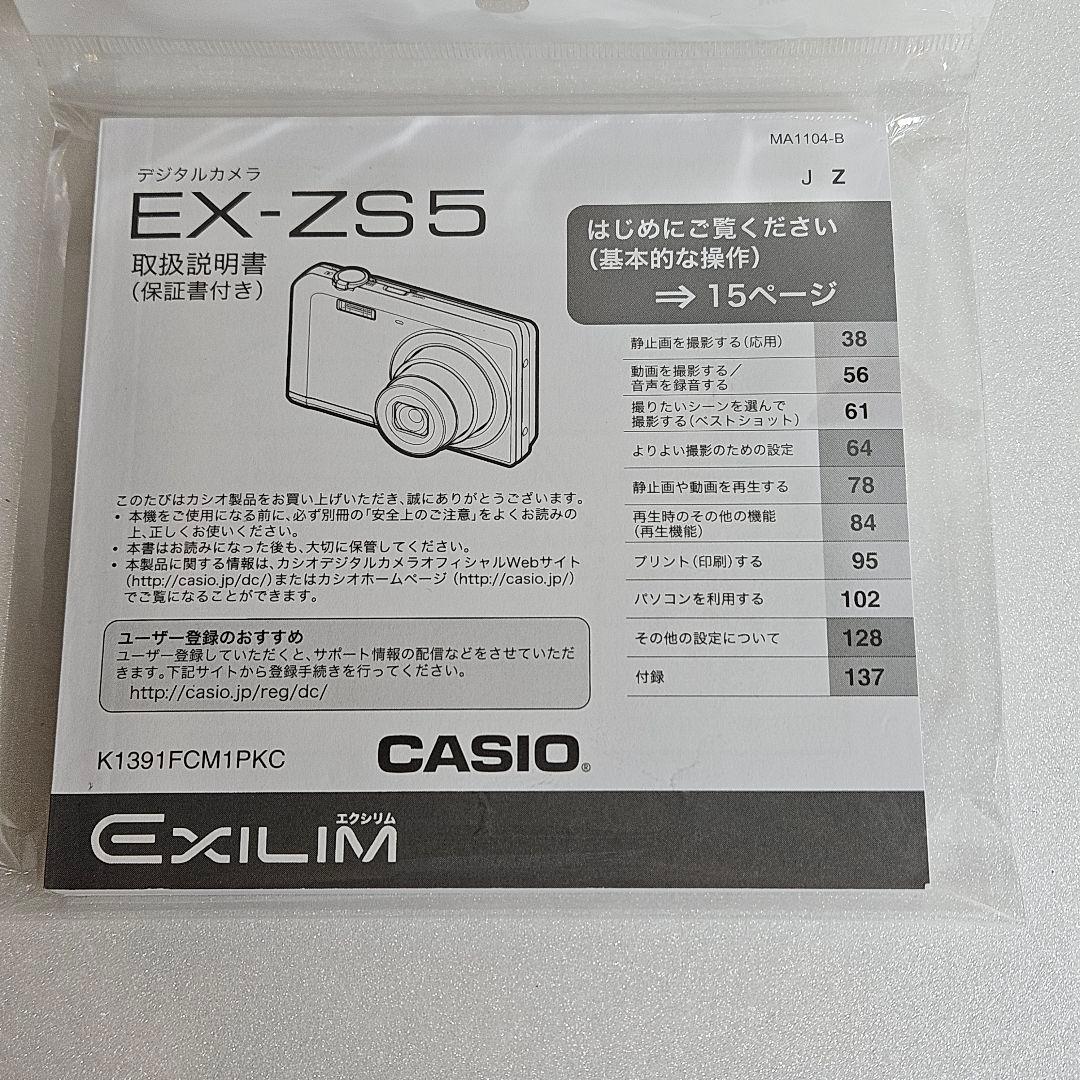 MA1104-B
J Z
デジタルカメラ
EX-ZS5
取扱説明書
(保証書付き)
はじめにご覧ください
(基本的な操作)
⇒ 15ページ
静止画を撮影する(応用) 38
動画を撮影する/
音声を録音する 56
撮りたいシーンを選んで
撮影する(ベストショット) 61
よりよい撮影のための設定 64
静止画や動画を再生する 78
再生時のその他の機能
(再生機能) 84
プリント(印刷)する 95
パソコンを利用する 102
その他の設定について 128
付録 137
このたびはカシオ製品をお買い上げいただき、誠にありがとうございます。
• 本機をご使用になる前に、必ず別冊の「安全上のご注意」をよくお読みの
上、正しくお使いください。
• 本書はお読みになった後も、大切に保管してください。
• 本製品に関する情報は、カシオデジタルカメラオフィシャルWebサイト
(http://casio.jp/dc/)またはカシオホームページ (http://casio.jp/)
でご覧になることができます。
ユーザー登録のおすすめ
ユーザー登録していただくと、サポート情報の配信などをさせていただ
きます。下記サイトから登録手続きを行ってください。
http://casio.jp/reg/dc/
K1391FCM1PKC
CASIO®
エクシリム
EXILIM